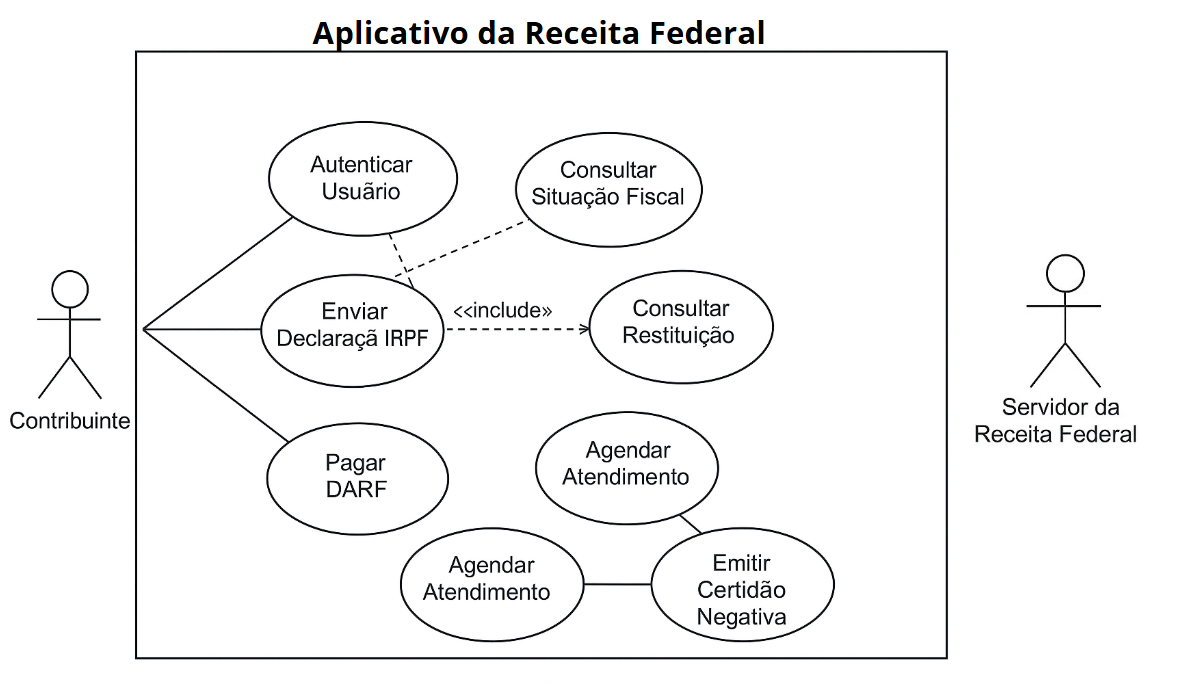 Aplicativo da Receita Federal
Autenticar
Usuãrio
Consultar
Situação Fiscal
Enviar
Declaraçã IRPF
<<include»
Consultar
Restituição
Contribuinte
Servidor da
Receita Federal
Pagar
DARF
Agendar
Atendimento
Agendar
Atendimento
Emitir
Certidão
Negativa